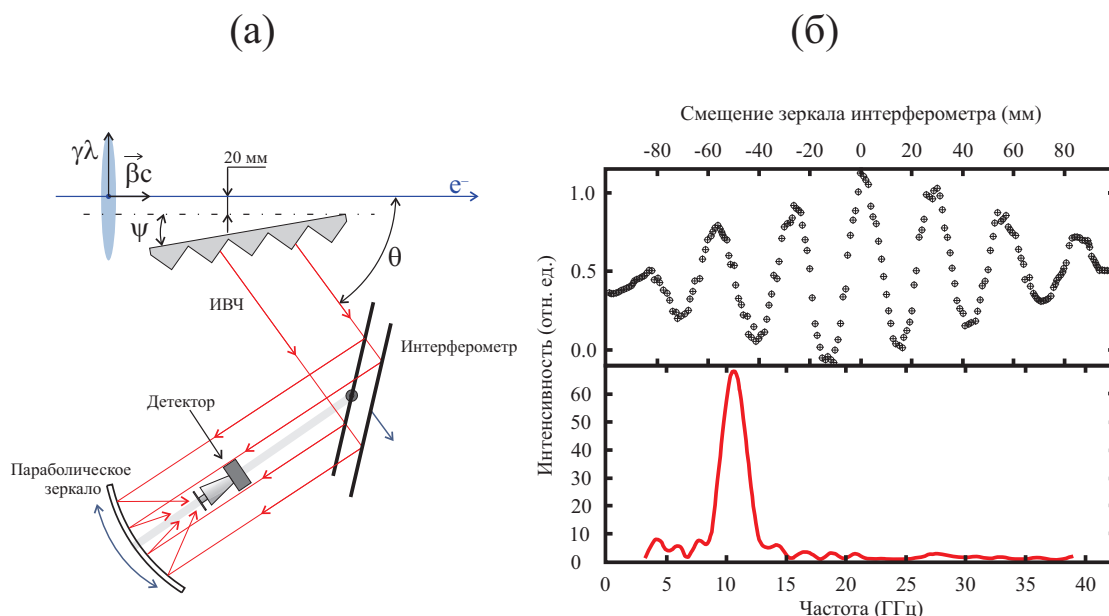 (а)
(б)
γλ
β⃗c
20 мм
e⁻
ψ
θ
ИВЧ
Интерферометр
Детектор
Параболическое
зеркало
Смещение зеркала интерферометра (мм)
-80 -60 -40 -20 0 20 40 60 80
1.0
0.5
0.0
Интенсивность (отн. ед.)
60
50
40
30
20
10
0
0 5 10 15 20 25 30 35 40
Частота (ГГц)